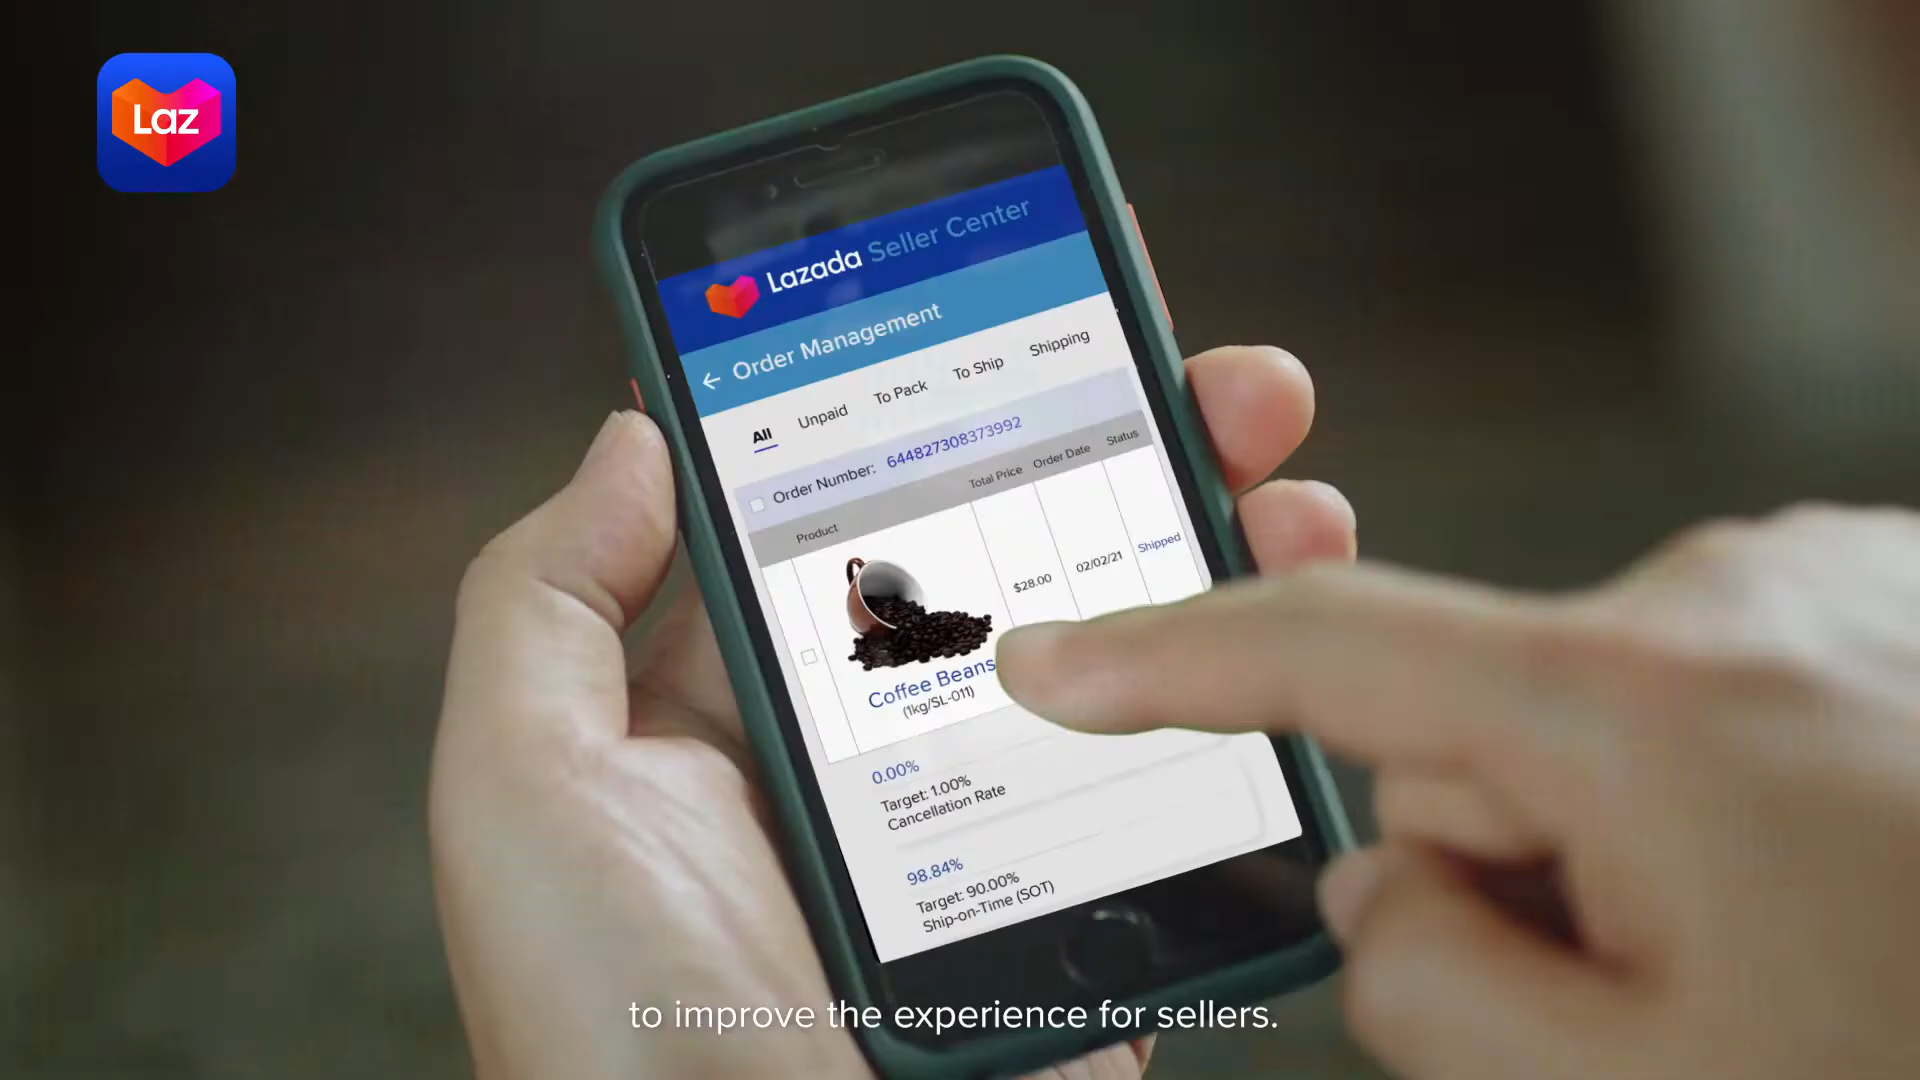 Laz
Lazada Seller Center
← Order Management
All Unpaid To Pack To Ship Shipping
Order Number: 644827308373992
Product Total Price Order Date Status
$28.00 02/02/21 Shipped
Coffee Beans
(1kg/SL-011)
0.00%
Target: 1.00%
Cancellation Rate
98.84%
Target: 90.00%
Ship-on-Time (SOT)
to improve the experience for sellers.